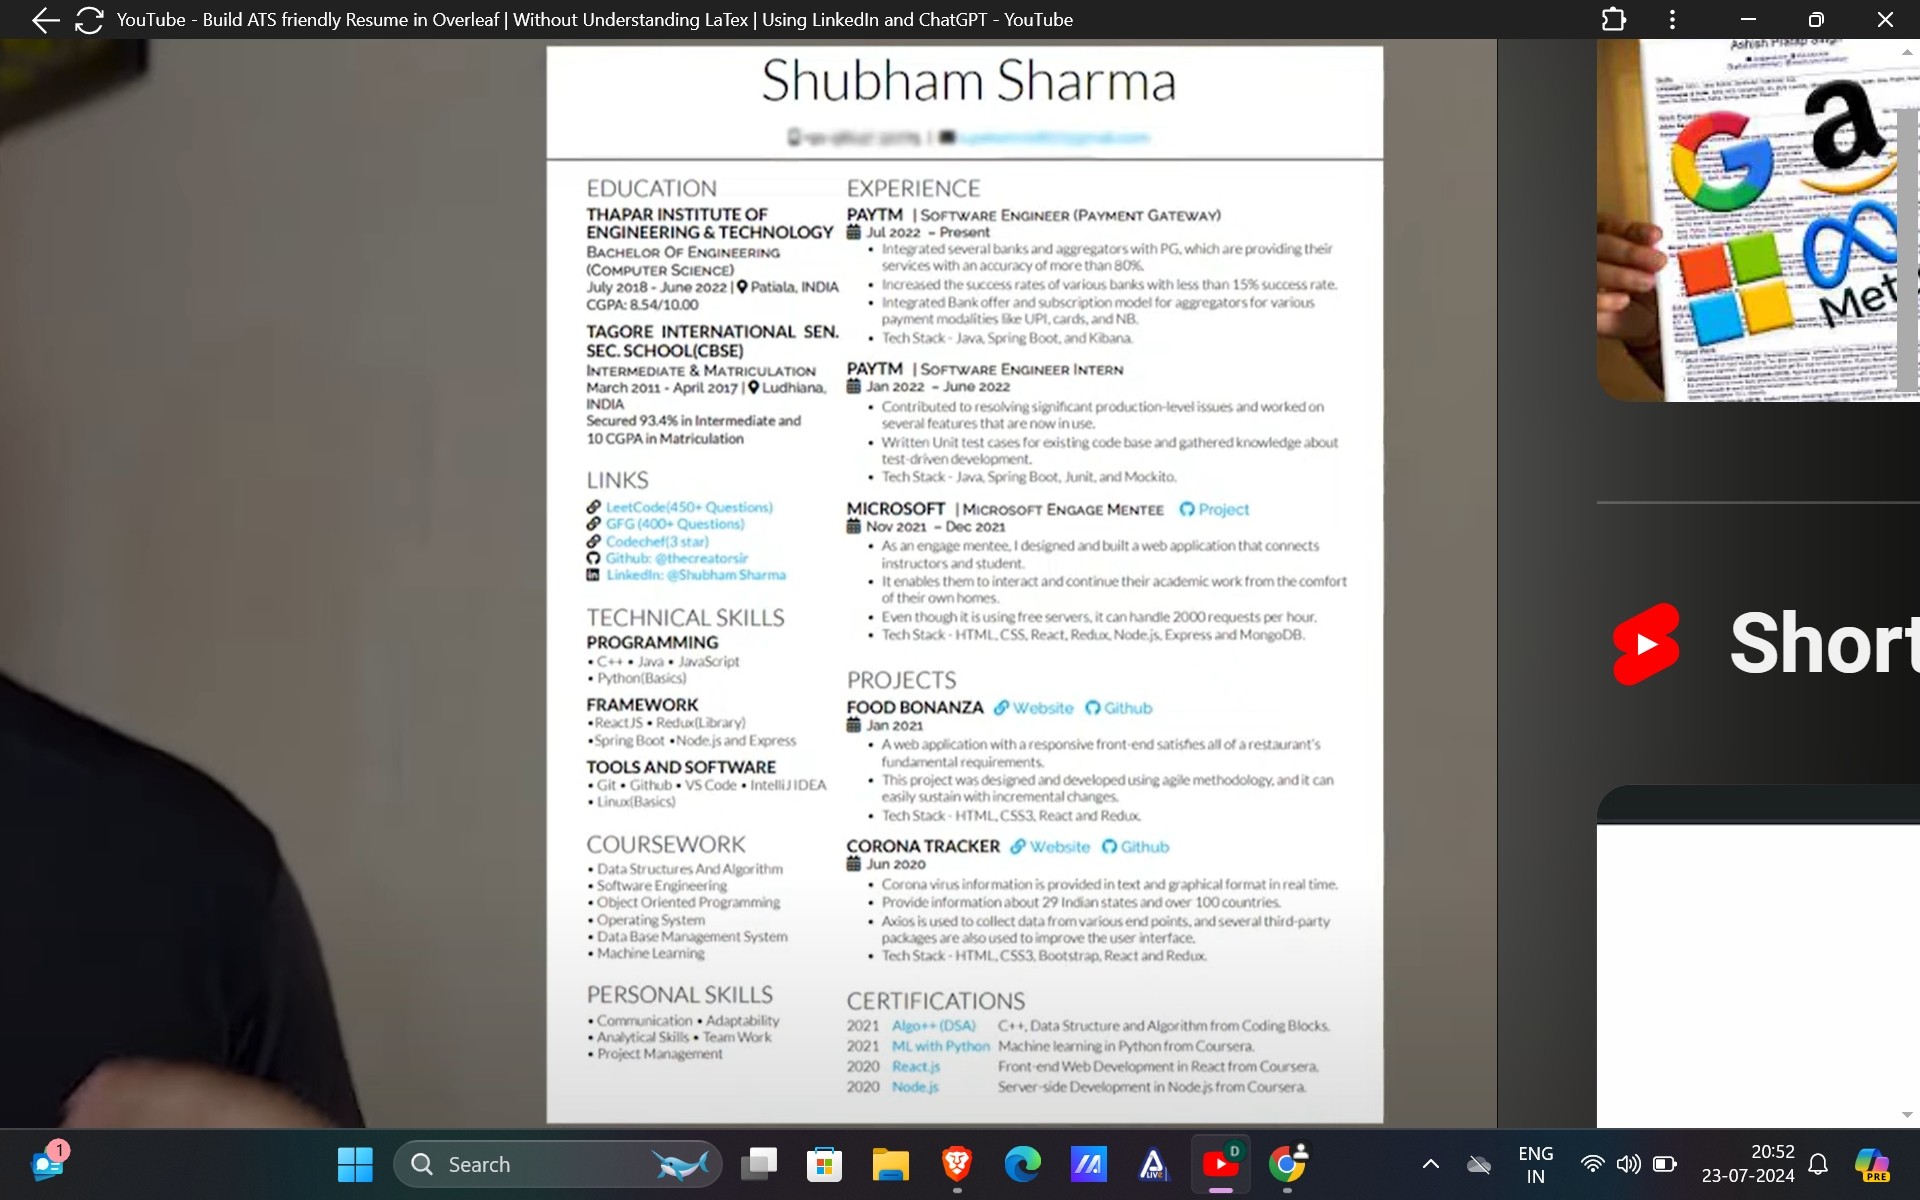 YouTube - Build ATS friendly Resume in Overleaf | Without Understanding LaTex | Using LinkedIn and ChatGPT - YouTube
Shubham Sharma
EDUCATION
THAPAR INSTITUTE OF
ENGINEERING & TECHNOLOGY
BACHELOR OF ENGINEERING
(COMPUTER SCIENCE)
July 2018 - June 2022 | Patiala, INDIA
CGPA: 8.54/10.00
TAGORE INTERNATIONAL SEN.
SEC. SCHOOL(CBSE)
INTERMEDIATE & MATRICULATION
March 2011 - April 2017 | Ludhiana,
INDIA
Secured 93.4% in Intermediate and
10 CGPA in Matriculation
LINKS
LeetCode(450+ Questions)
GFG (400+ Questions)
Codechef(3 star)
Github: @thecreatorsir
LinkedIn: @Shubham Sharma
TECHNICAL SKILLS
PROGRAMMING
• C++ • Java • JavaScript
• Python(Basics)
FRAMEWORK
•ReactJS • Redux(Library)
•Spring Boot •Node.js and Express
TOOLS AND SOFTWARE
• Git • Github • VS Code • IntelliJ IDEA
• Linux(Basics)
COURSEWORK
• Data Structures And Algorithm
• Software Engineering
• Object Oriented Programming
• Operating System
• Data Base Management System
• Machine Learning
PERSONAL SKILLS
• Communication • Adaptability
• Analytical Skills • Team Work
• Project Management
EXPERIENCE
PAYTM | SOFTWARE ENGINEER (PAYMENT GATEWAY)
Jul 2022 – Present
• Integrated several banks and aggregators with PG, which are providing their
services with an accuracy of more than 80%.
• Increased the success rates of various banks with less than 15% success rate.
• Integrated Bank offer and subscription model for aggregators for various
payment modalities like UPI, cards, and NB.
• Tech Stack - Java, Spring Boot, and Kibana.
PAYTM | SOFTWARE ENGINEER INTERN
Jan 2022 – June 2022
• Contributed to resolving significant production-level issues and worked on
several features that are now in use.
• Written Unit test cases for existing code base and gathered knowledge about
test-driven development.
• Tech Stack - Java, Spring Boot, Junit, and Mockito.
MICROSOFT | MICROSOFT ENGAGE MENTEE Project
Nov 2021 – Dec 2021
• As an engage mentee, I designed and built a web application that connects
instructors and student.
• It enables them to interact and continue their academic work from the comfort
of their own homes.
• Even though it is using free servers, it can handle 2000 requests per hour.
• Tech Stack - HTML, CSS, React, Redux, Node.js, Express and MongoDB.
PROJECTS
FOOD BONANZA Website Github
Jan 2021
• A web application with a responsive front-end satisfies all of a restaurant's
fundamental requirements.
• This project was designed and developed using agile methodology, and it can
easily sustain with incremental changes.
• Tech Stack - HTML, CSS3, React and Redux.
CORONA TRACKER Website Github
Jun 2020
• Corona virus information is provided in text and graphical format in real time.
• Provide information about 29 Indian states and over 100 countries.
• Axios is used to collect data from various end points, and several third-party
packages are also used to improve the user interface.
• Tech Stack - HTML, CSS3, Bootstrap, React and Redux.
CERTIFICATIONS
2021 Algo++ (DSA) C++, Data Structure and Algorithm from Coding Blocks.
2021 ML with Python Machine learning in Python from Coursera.
2020 React.js Front-end Web Development in React from Coursera.
2020 Node.js Server-side Development in Node.js from Coursera.
Ashish Pratap Singh
a
Met
Short
1
Search
LIVE
D
ENG
IN
20:52
23-07-2024
PRE